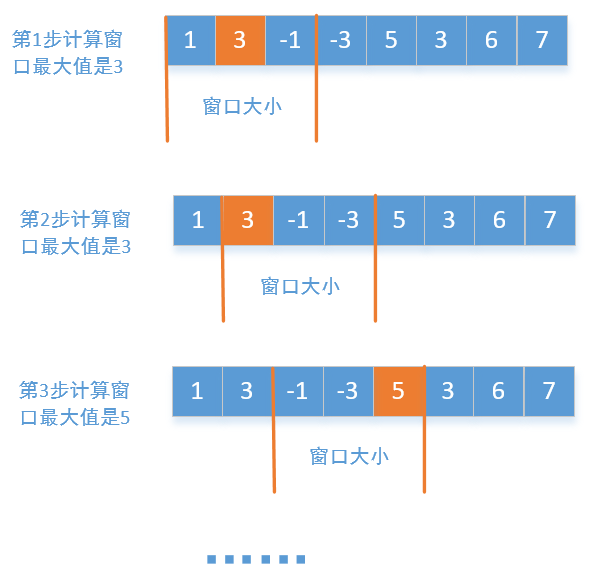 第1步计算窗
口最大值是3
1 3 -1 -3 5 3 6 7
窗口大小
第2步计算窗
口最大值是3
1 3 -1 -3 5 3 6 7
窗口大小
第3步计算窗
口最大值是5
1 3 -1 -3 5 3 6 7
窗口大小
......